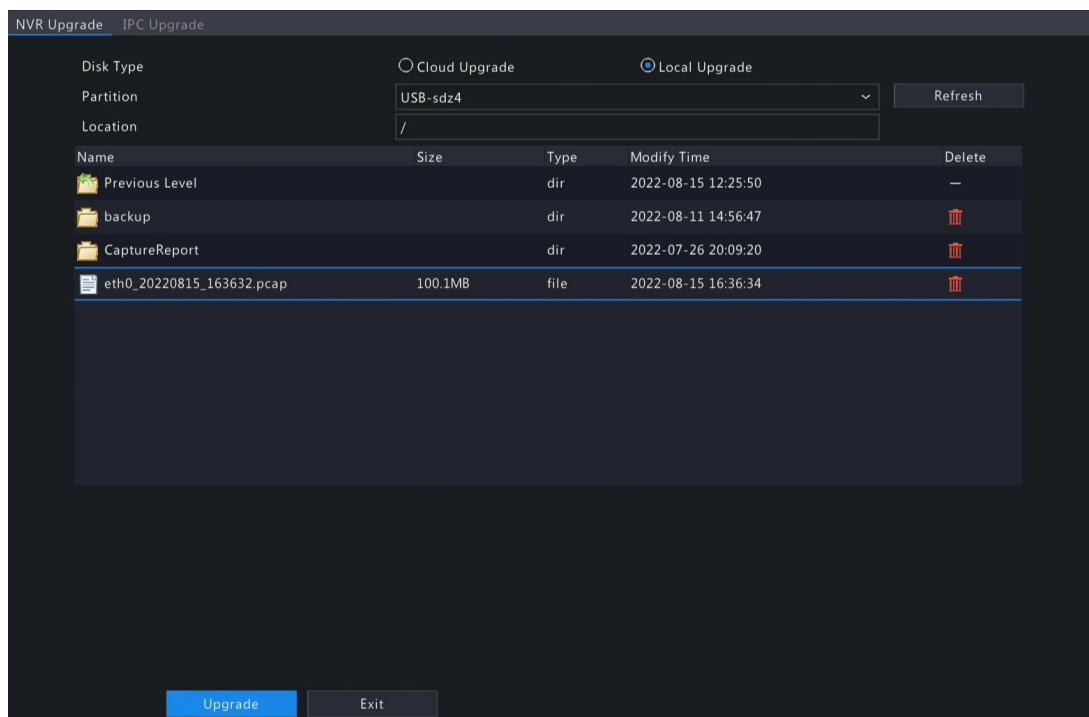 NVR Upgrade IPC Upgrade
Disk Type Cloud Upgrade Local Upgrade
Partition USB-sdz4 Refresh
Location /
Name Size Type Modify Time Delete
Previous Level dir 2022-08-15 12:25:50 —
backup dir 2022-08-11 14:56:47
CaptureReport dir 2022-07-26 20:09:20
eth0_20220815_163632.pcap 100.1MB file 2022-08-15 16:36:34
Upgrade Exit